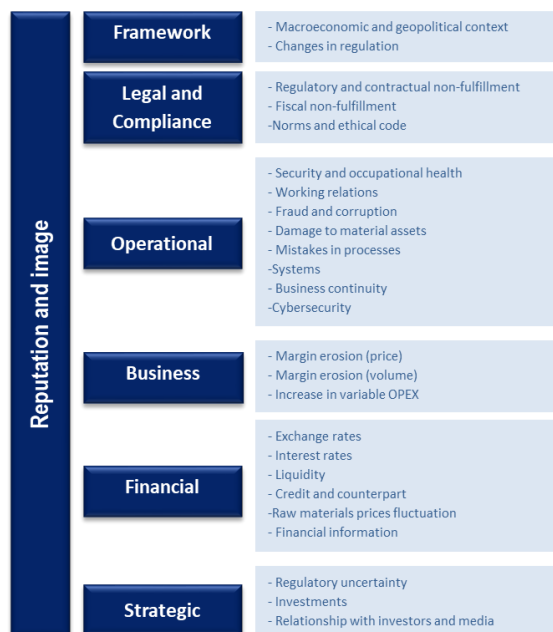 Reputation and image
Framework
- Macroeconomic and geopolitical context
- Changes in regulation
Legal and
Compliance
- Regulatory and contractual non-fulfillment
- Fiscal non-fulfillment
-Norms and ethical code
Operational
- Security and occupational health
- Working relations
- Fraud and corruption
- Damage to material assets
- Mistakes in processes
-Systems
- Business continuity
-Cybersecurity
Business
- Margin erosion (price)
- Margin erosion (volume)
- Increase in variable OPEX
Financial
- Exchange rates
- Interest rates
- Liquidity
- Credit and counterpart
-Raw materials prices fluctuation
- Financial information
Strategic
- Regulatory uncertainty
- Investments
- Relationship with investors and media